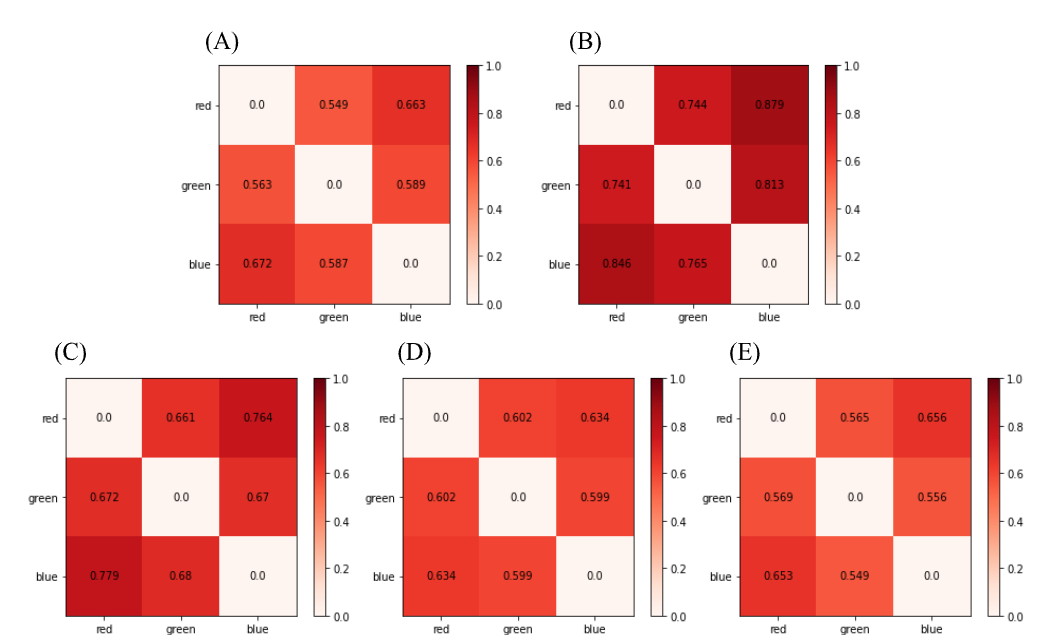 (A)
(B)
1.0
1.0
red 0.0 0.549 0.663
red 0.0 0.744 0.879
0.8
0.8
0.6
0.6
green 0.563 0.0 0.589
green 0.741 0.0 0.813
0.4
0.4
blue 0.672 0.587 0.0
blue 0.846 0.765 0.0
0.2
0.2
0.0
0.0
red green blue
red green blue
(C)
(D)
(E)
1.0
1.0
1.0
red 0.0 0.661 0.764
red 0.0 0.602 0.634
red 0.0 0.565 0.656
0.8
0.8
0.8
0.6
0.6
0.6
green 0.672 0.0 0.67
green 0.602 0.0 0.599
green 0.569 0.0 0.556
0.4
0.4
0.4
blue 0.779 0.68 0.0
blue 0.634 0.599 0.0
blue 0.653 0.549 0.0
0.2
0.2
0.2
0.0
0.0
0.0
red green blue
red green blue
red green blue